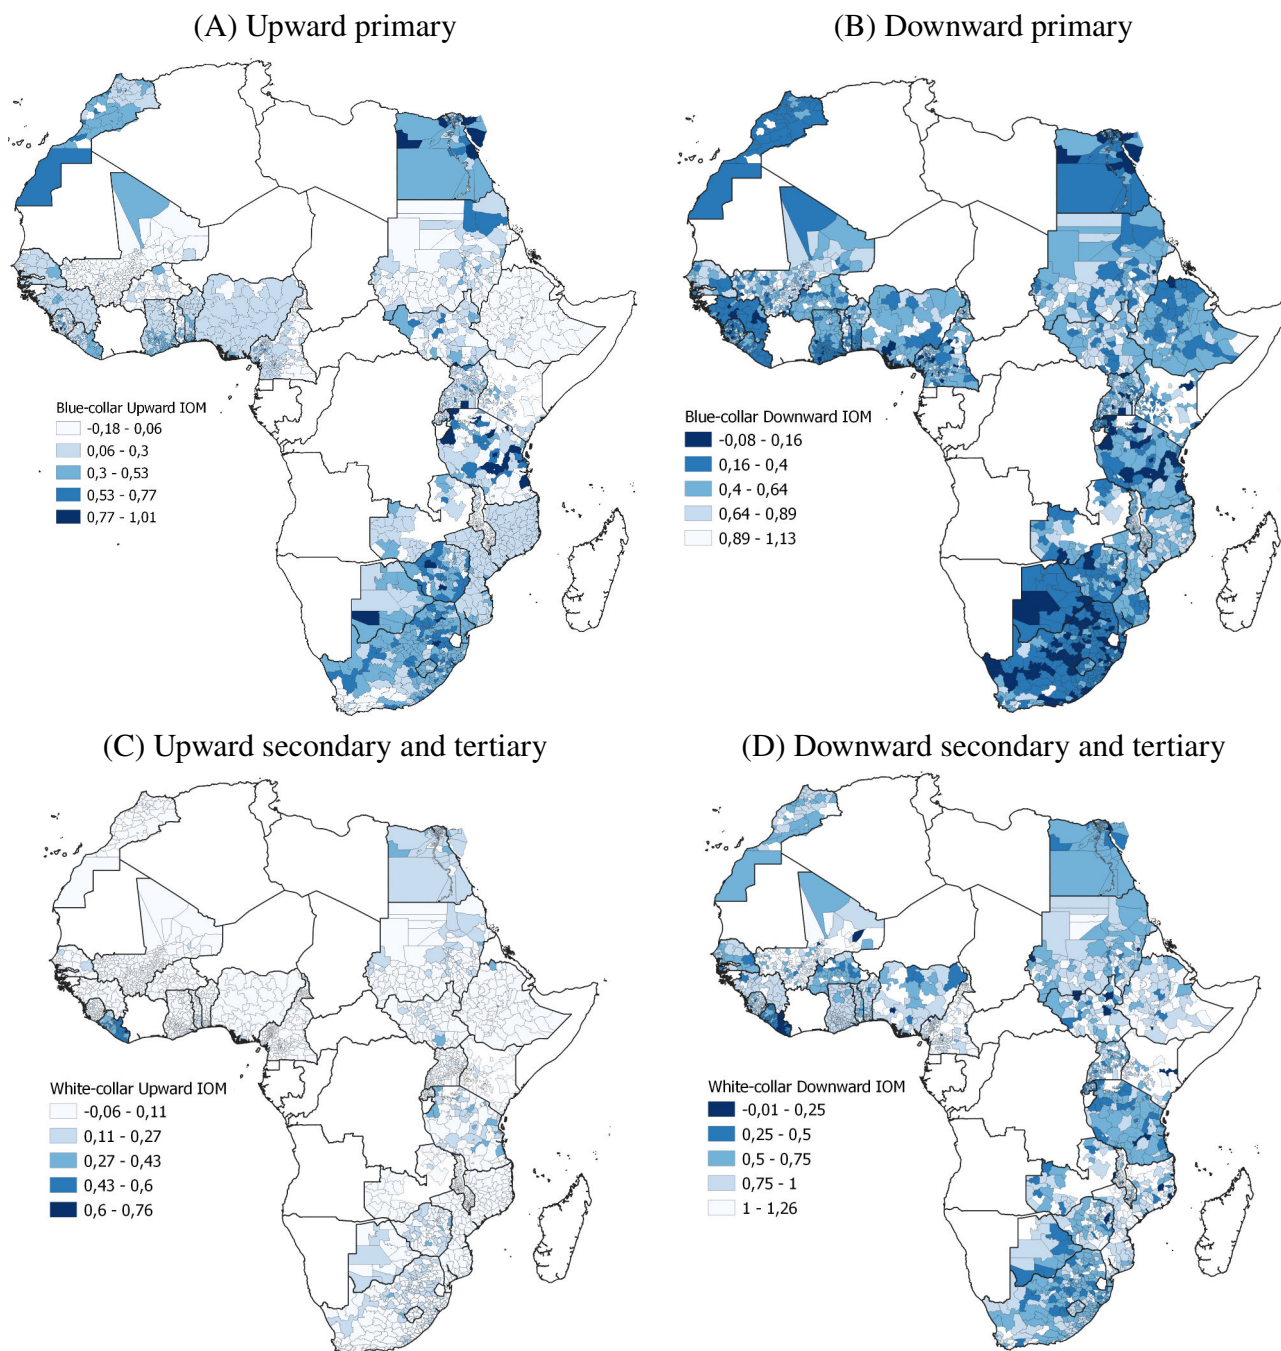 (A) Upward primary
(B) Downward primary
Blue-collar Upward IOM
-0,18 - 0,06
0,06 - 0,3
0,3 - 0,53
0,53 - 0,77
0,77 - 1,01
Blue-collar Downward IOM
-0,08 - 0,16
0,16 - 0,4
0,4 - 0,64
0,64 - 0,89
0,89 - 1,13
(C) Upward secondary and tertiary
(D) Downward secondary and tertiary
White-collar Upward IOM
-0,06 - 0,11
0,11 - 0,27
0,27 - 0,43
0,43 - 0,6
0,6 - 0,76
White-collar Downward IOM
-0,01 - 0,25
0,25 - 0,5
0,5 - 0,75
0,75 - 1
1 - 1,26